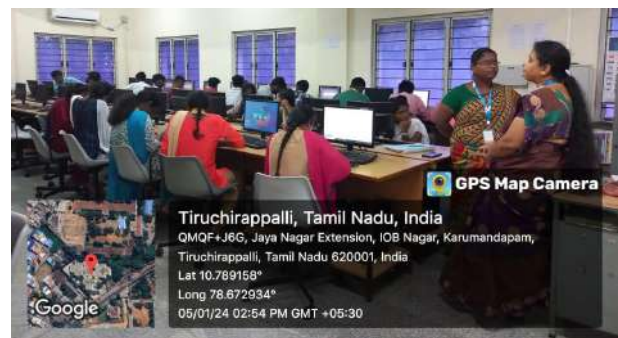 GPS Map Camera
Tiruchirappalli, Tamil Nadu, India
QMQF+J6G, Jaya Nagar Extension, IOB Nagar, Karumandapam,
Tiruchirappalli, Tamil Nadu 620001, India
Lat 10.789158°
Long 78.672934°
05/01/24 02:54 PM GMT +05:30
Google